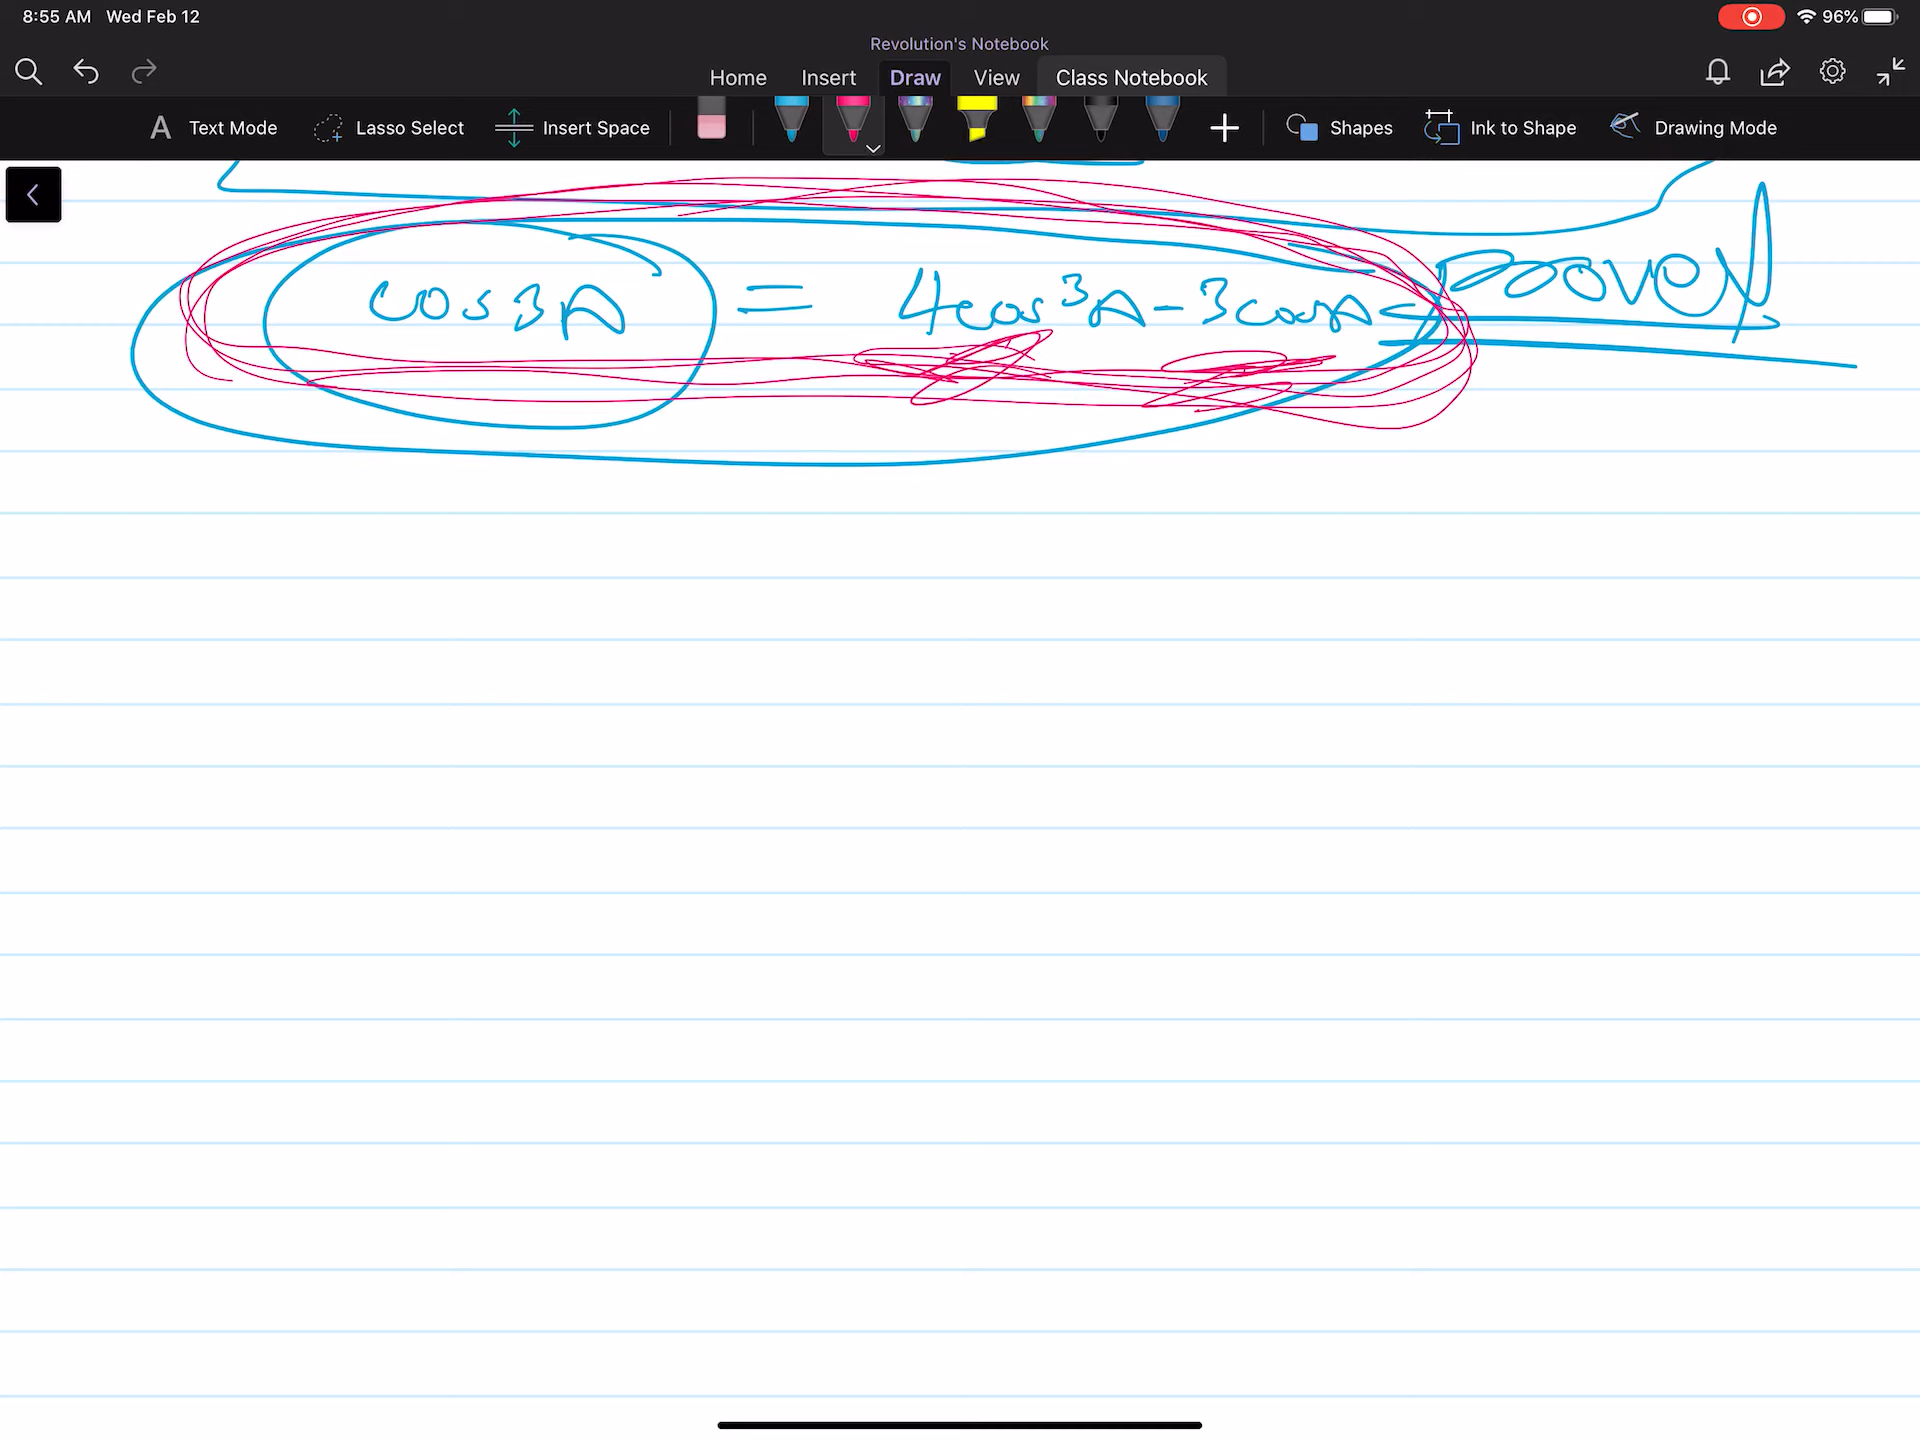 8:55 AM Wed Feb 12 96%
Revolution's Notebook
Home Insert Draw View Class Notebook
A Text Mode Lasso Select Insert Space Shapes Ink to Shape Drawing Mode
cos3A = 4cos³A-3cosA Proved